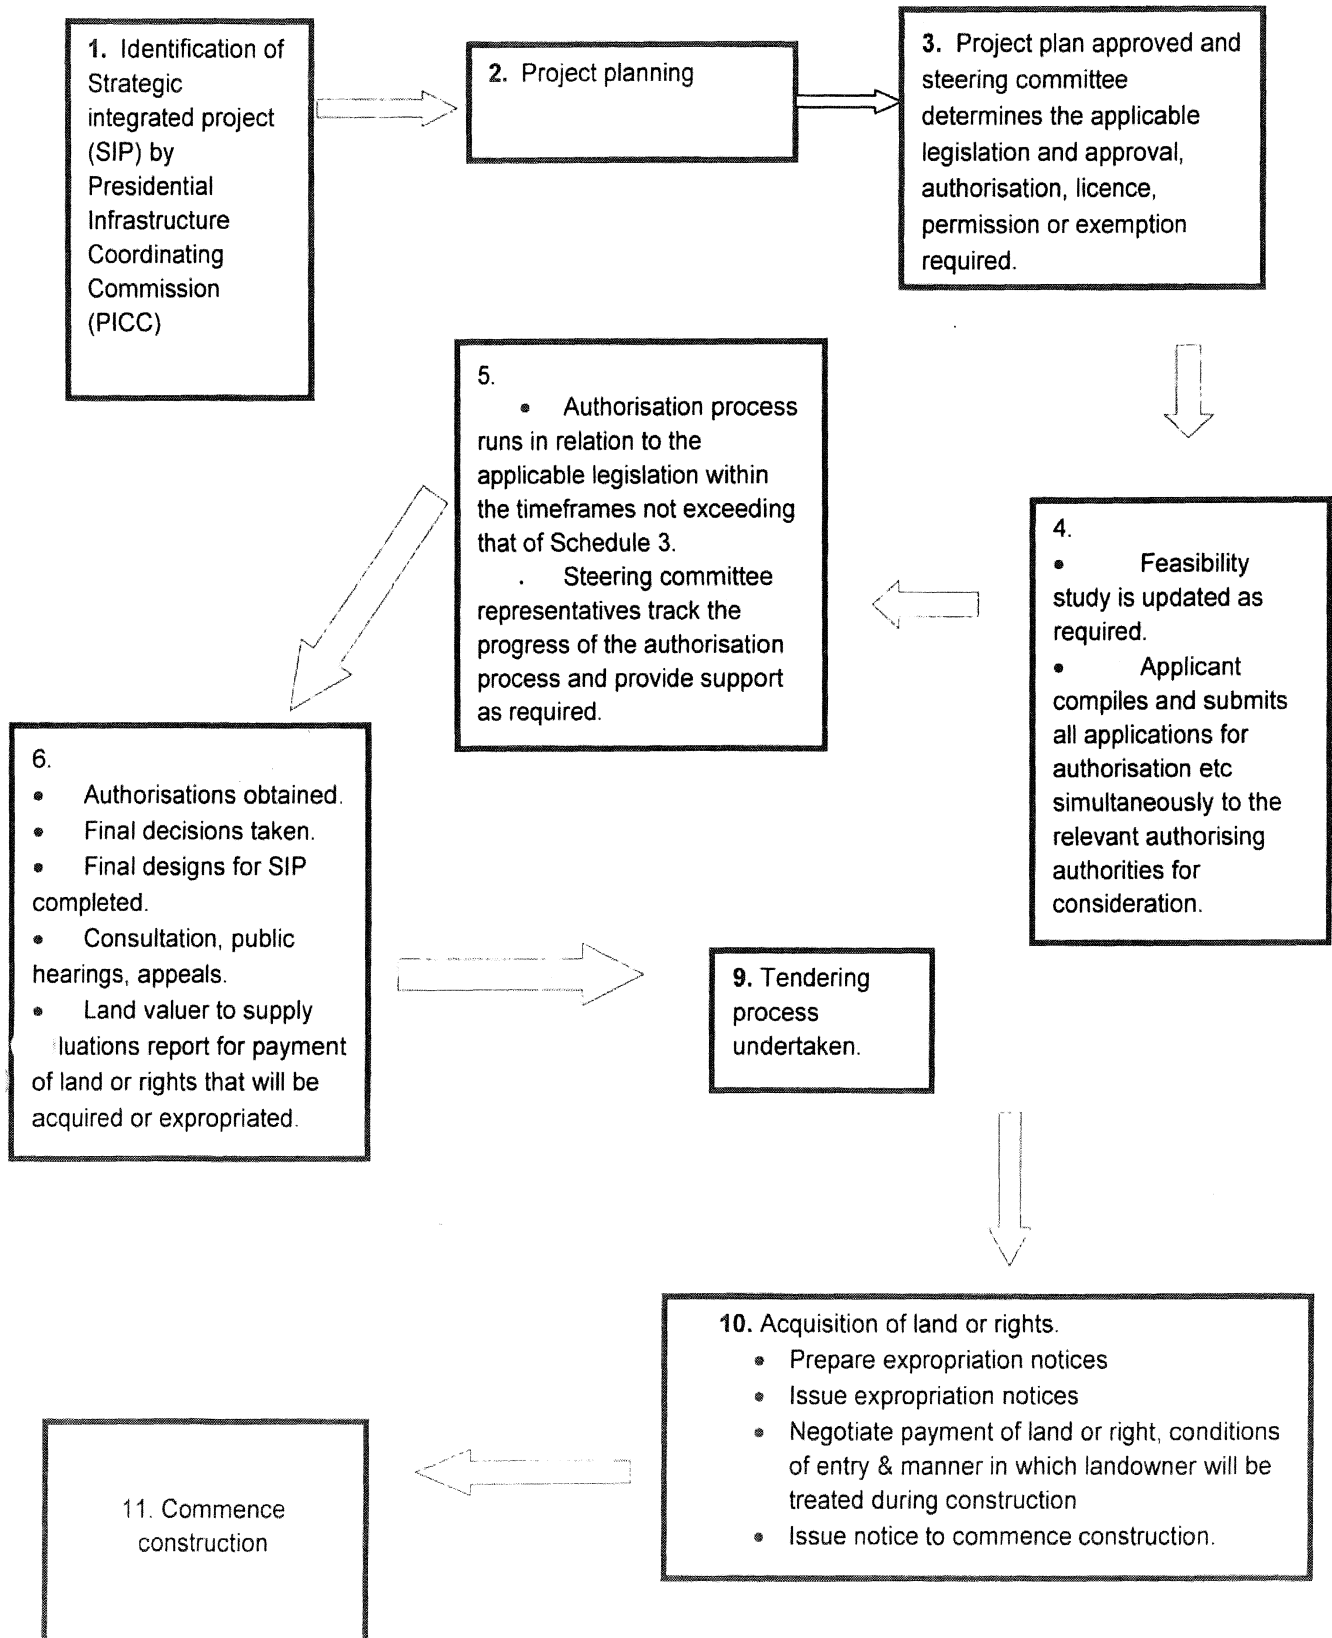 1. Identification of
Strategic
integrated project
(SIP) by
Presidential
Infrastructure
Coordinating
Commission
(PICC)
2. Project planning
3. Project plan approved and
steering committee
determines the applicable
legislation and approval,
authorisation, licence,
permission or exemption
required.
4.
• Feasibility
study is updated as
required.
• Applicant
compiles and submits
all applications for
authorisation etc
simultaneously to the
relevant authorising
authorities for
consideration.
5.
• Authorisation process
runs in relation to the
applicable legislation within
the timeframes not exceeding
that of Schedule 3.
. Steering committee
representatives track the
progress of the authorisation
process and provide support
as required.
6.
• Authorisations obtained.
• Final decisions taken.
• Final designs for SIP
completed.
• Consultation, public
hearings, appeals.
• Land valuer to supply
luations report for payment
of land or rights that will be
acquired or expropriated.
9. Tendering
process
undertaken.
10. Acquisition of land or rights.
• Prepare expropriation notices
• Issue expropriation notices
• Negotiate payment of land or right, conditions
of entry & manner in which landowner will be
treated during construction
• Issue notice to commence construction.
11. Commence
construction